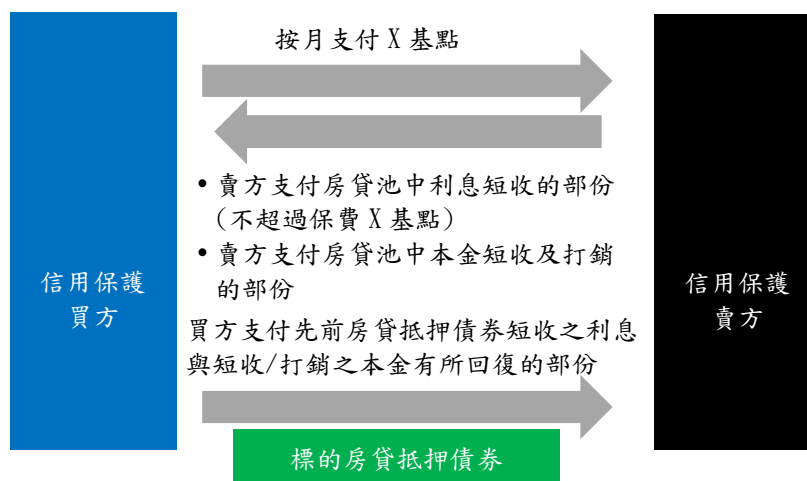 按月支付 X 基點
• 賣方支付房貸池中利息短收的部份
(不超過保費 X 基點)
• 賣方支付房貸池中本金短收及打銷
的部份
信用保護
買方
信用保護
賣方
買方支付先前房貸抵押債券短收之利息
與短收/打銷之本金有所回復的部份
標的房貸抵押債券